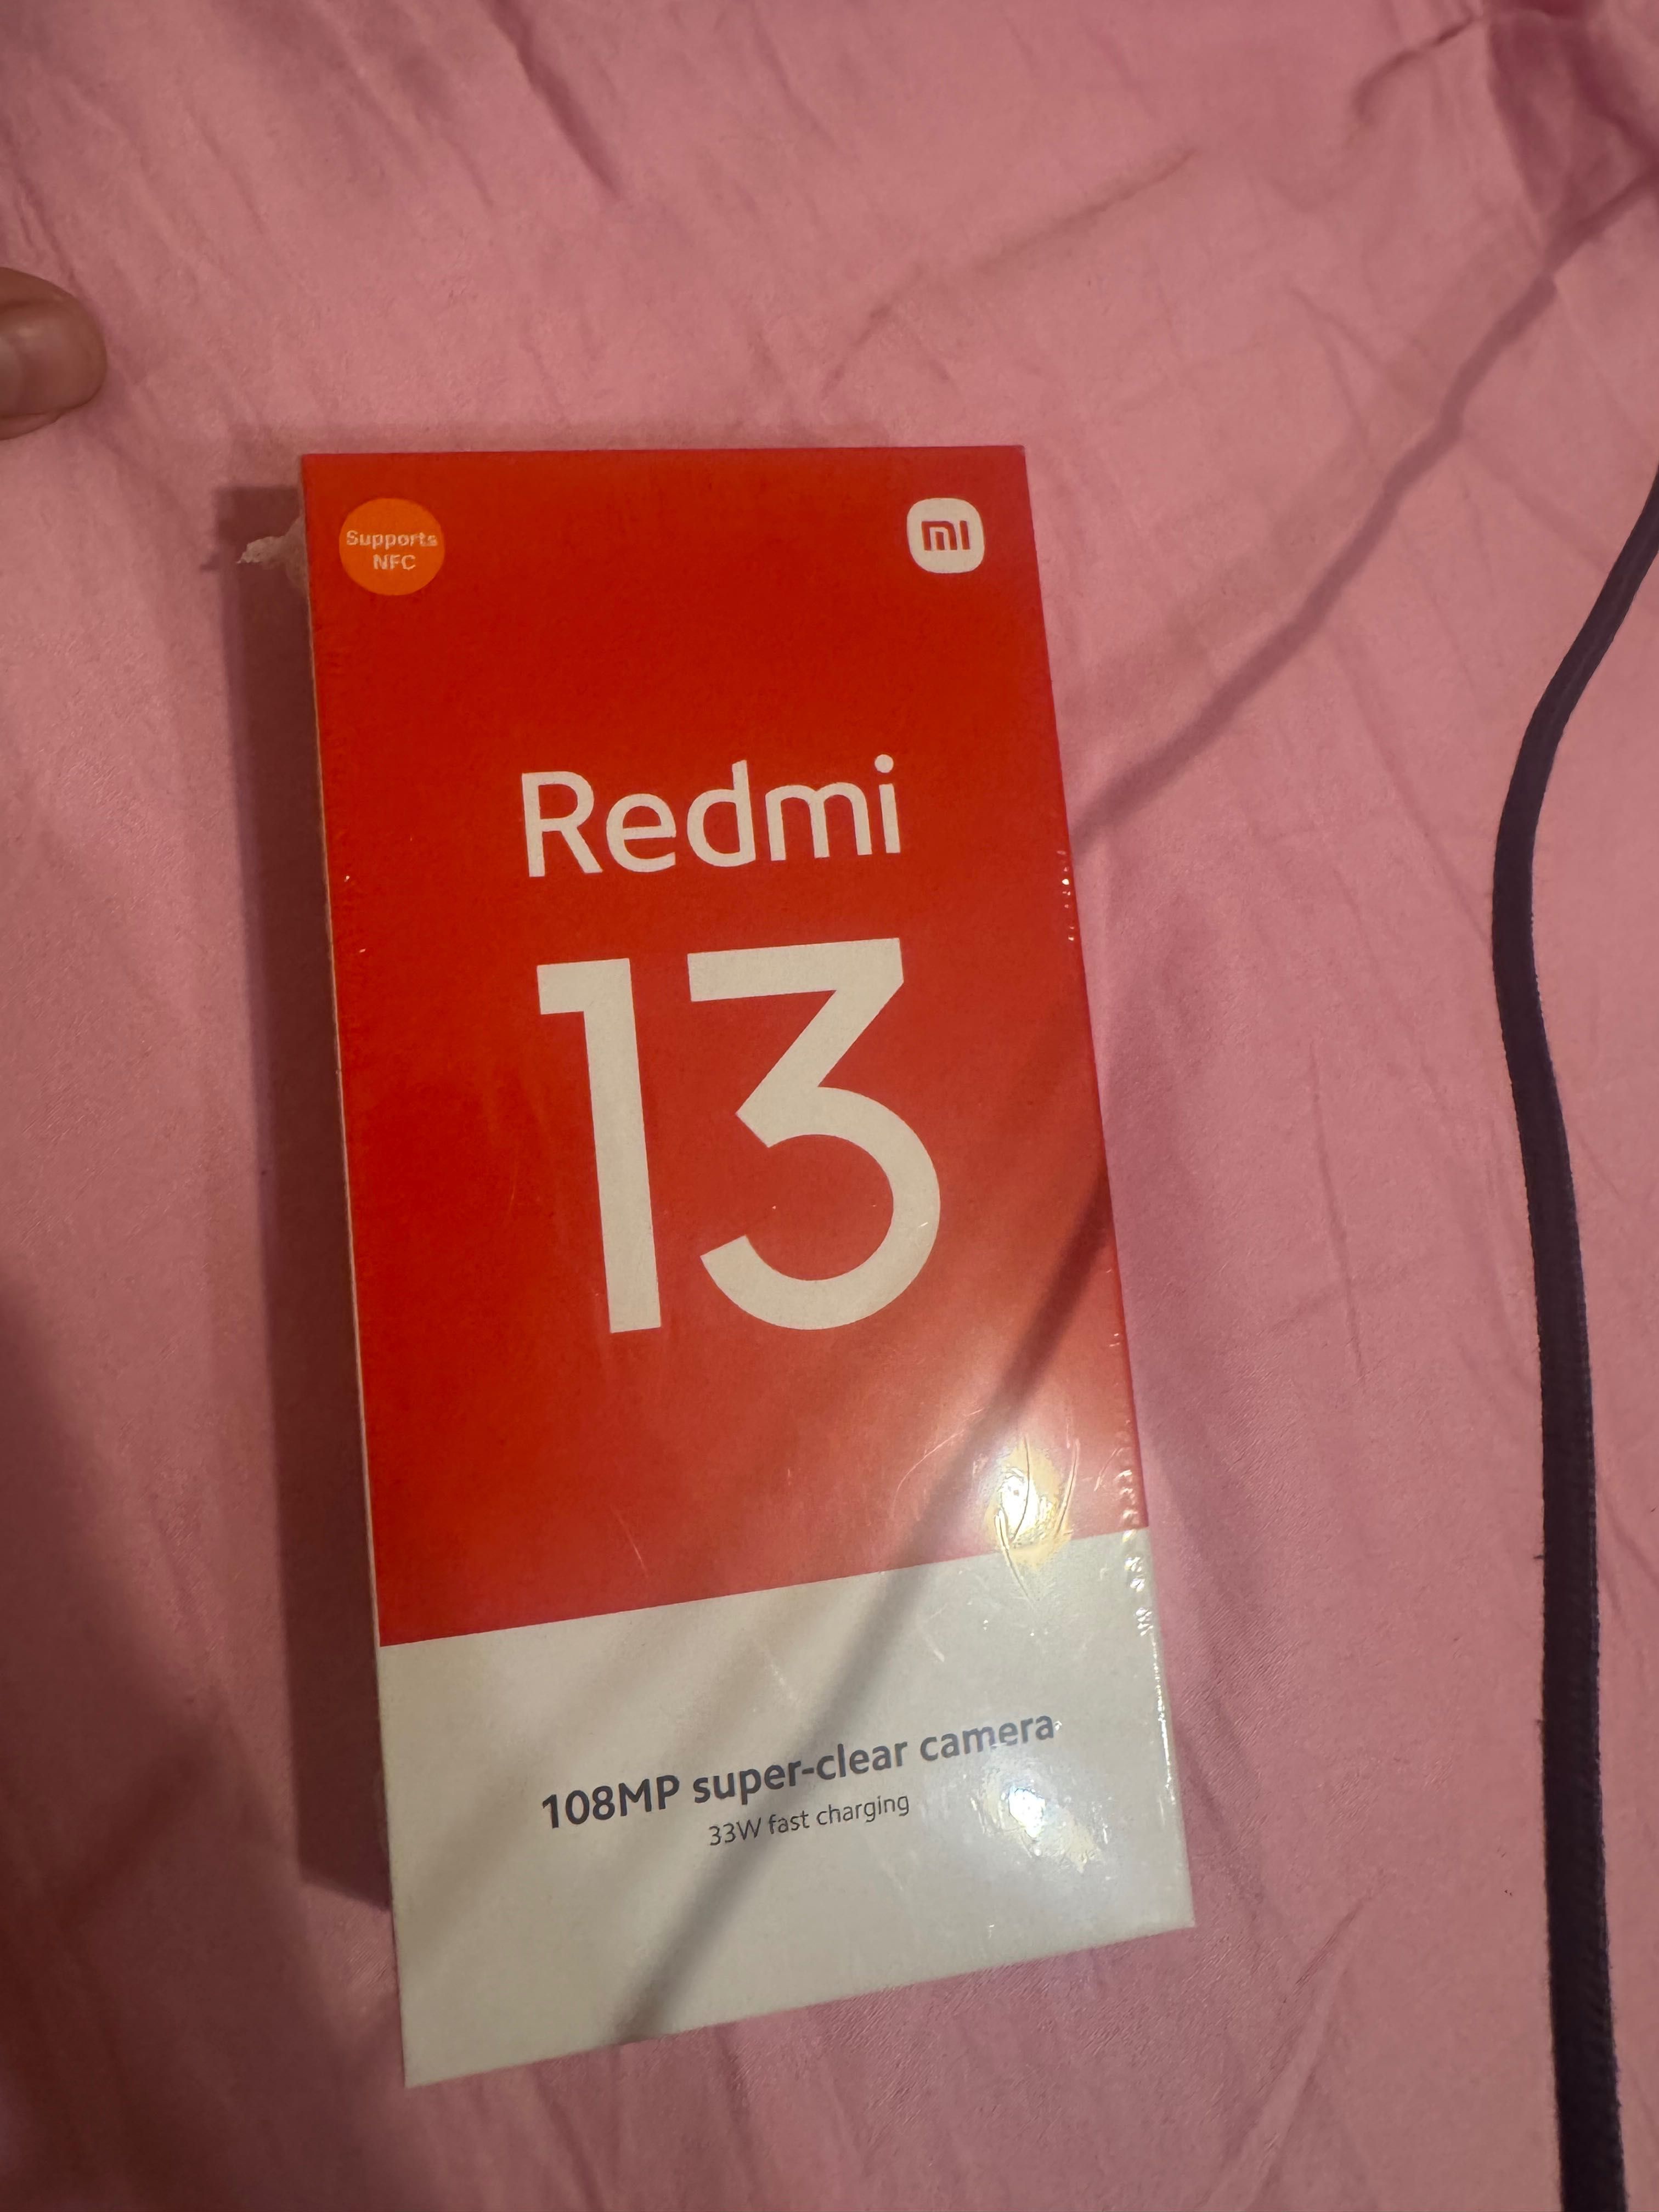 Supports
NFC
mi
Redmi
13
108MP super-clear camera
33W fast charging